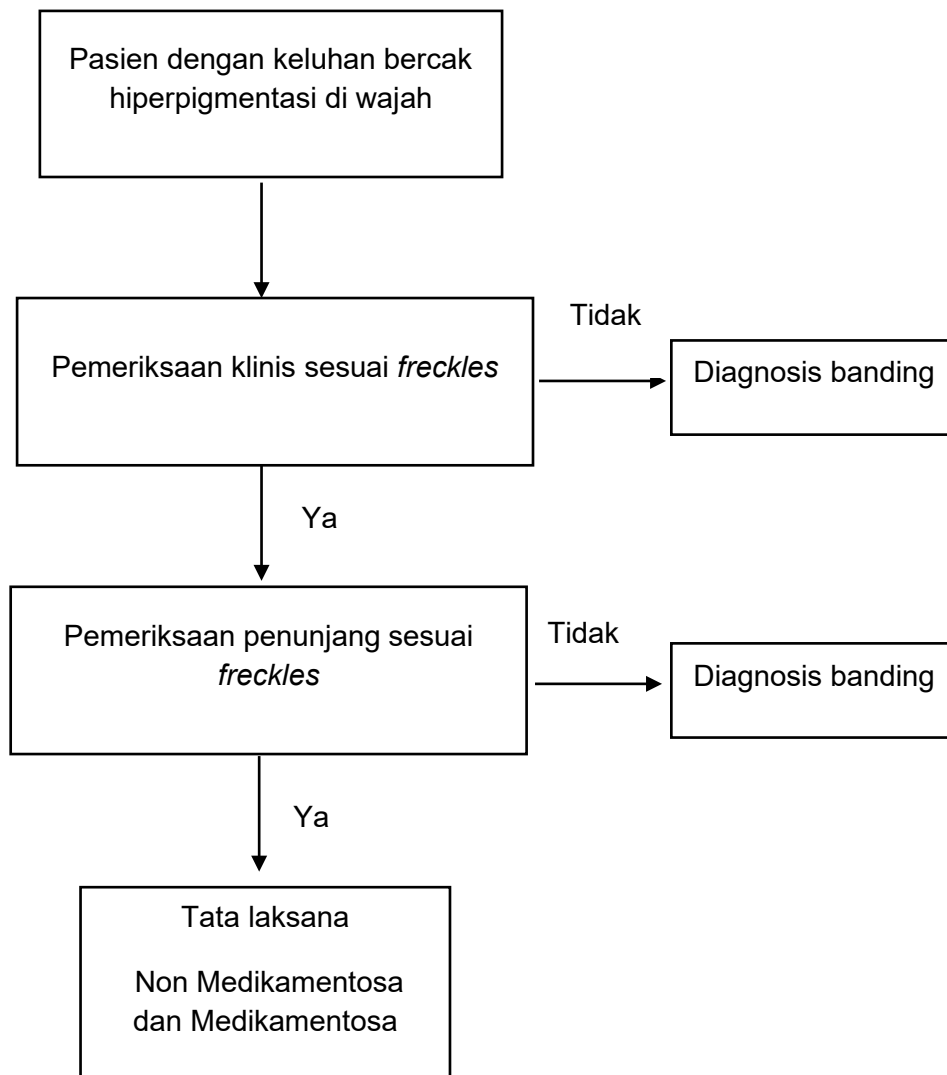 Pasien dengan keluhan bercak
hiperpigmentasi di wajah
Tidak
Pemeriksaan klinis sesuai freckles
Diagnosis banding
Ya
Pemeriksaan penunjang sesuai
freckles
Tidak
Diagnosis banding
Ya
Tata laksana
Non Medikamentosa
dan Medikamentosa